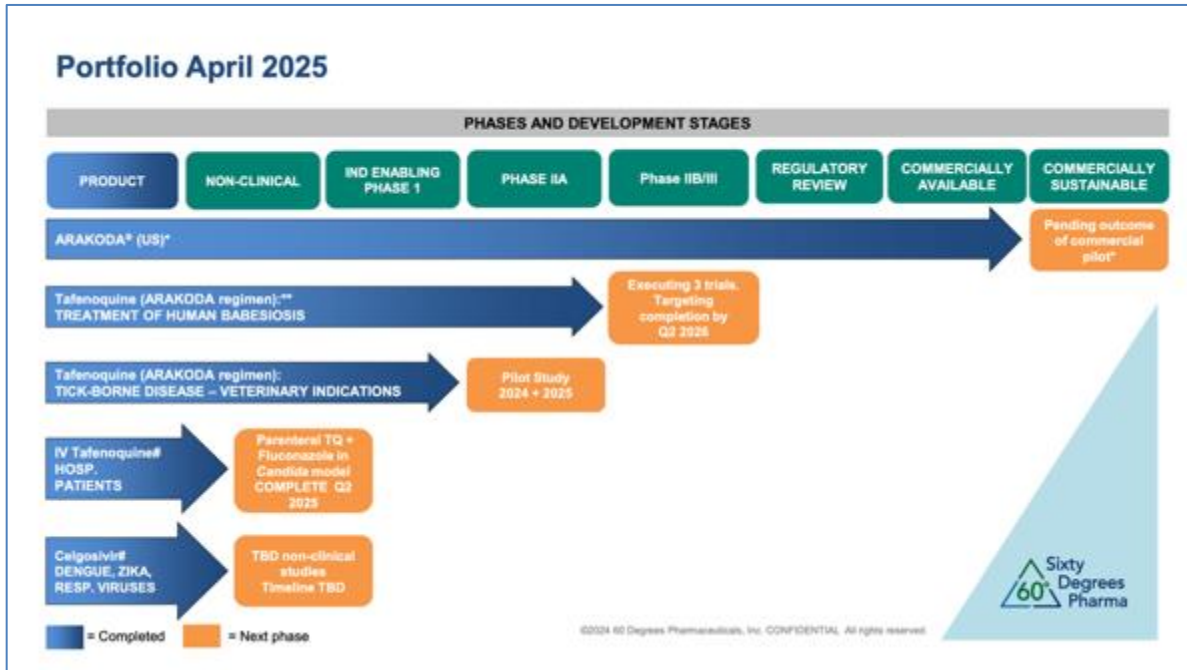 Portfolio April 2025
PHASES AND DEVELOPMENT STAGES
PRODUCT
NON-CLINICAL
IND ENABLING
PHASE 1
PHASE IIA
Phase IIB/III
REGULATORY
REVIEW
COMMERCIALLY
AVAILABLE
COMMERCIALLY
SUSTAINABLE
ARAKODA® (US)*
Pending outcome
of commercial
pilot*
Tafenoquine (ARAKODA regimen):**
TREATMENT OF HUMAN BABESIOSIS
Executing 3 trials.
Targeting
completion by
Q2 2026
Tafenoquine (ARAKODA regimen):
TICK-BORNE DISEASE – VETERINARY INDICATIONS
Pilot Study
2024 + 2025
IV Tafenoquine#
HOSP.
PATIENTS
Parenteral TQ +
Fluconazole in
Candida model
COMPLETE Q2
2025
Celgosivir#
DENGUE, ZIKA,
RESP. VIRUSES
TBD non-clinical
studies
Timeline TBD
= Completed
= Next phase
©2024 60 Degrees Pharmaceuticals, Inc. CONFIDENTIAL All rights reserved.
60°
Sixty
Degrees
Pharma